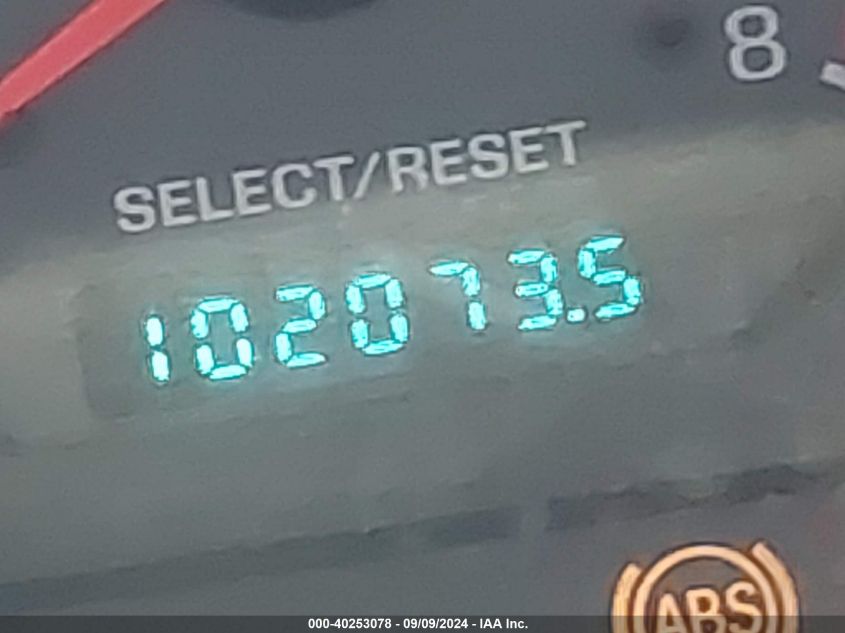 8
SELECT/RESET
102073.5
ABS
000-40253078 - 09/09/2024 - IAA Inc.